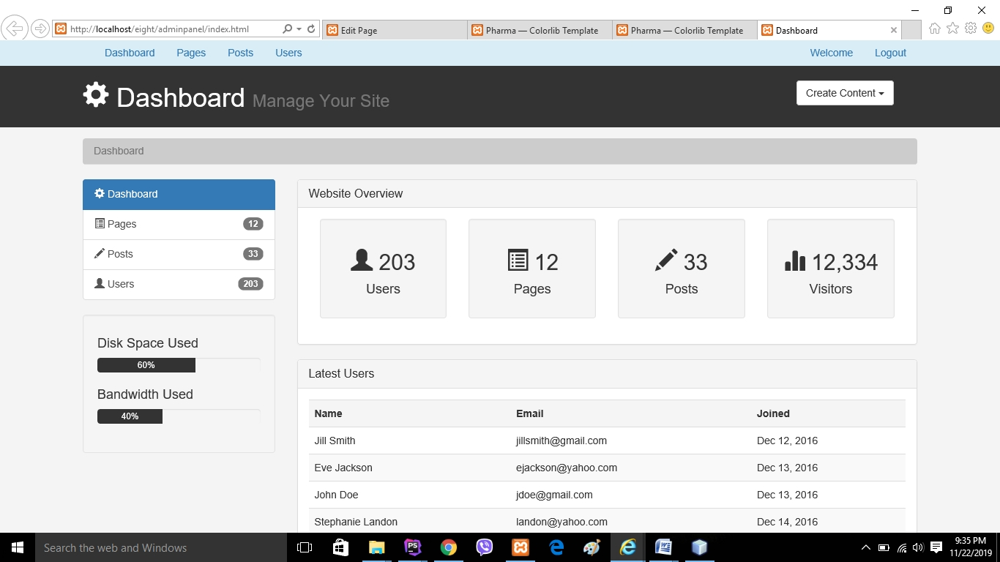 http://localhost/eight/adminpanel/index.html
Edit Page
Pharma — Colorlib Template
Pharma — Colorlib Template
Dashboard
Dashboard Pages Posts Users Welcome Logout
Dashboard Manage Your Site
Create Content
Dashboard
Dashboard
Pages 12
Posts 33
Users 203
Disk Space Used
60%
Bandwidth Used
40%
Website Overview
203
Users
12
Pages
33
Posts
12,334
Visitors
Latest Users
Name Email Joined
Jill Smith jillsmith@gmail.com Dec 12, 2016
Eve Jackson ejackson@yahoo.com Dec 13, 2016
John Doe jdoe@gmail.com Dec 13, 2016
Stephanie Landon landon@yahoo.com Dec 14, 2016
Search the web and Windows
PS
9:35 PM
11/22/2019